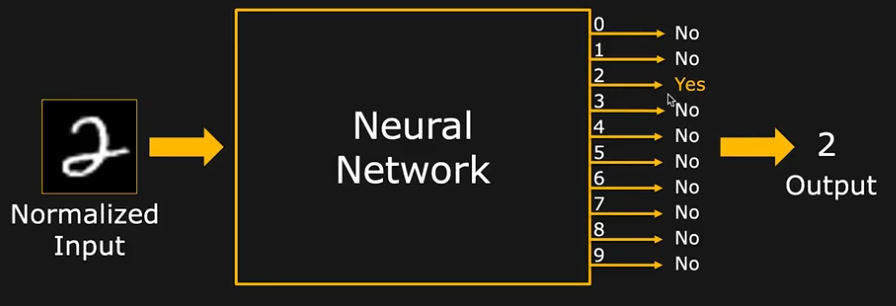 2
Normalized
Input
Neural
Network
0 No
1 No
2 Yes
3 No
4 No
5 No
6 No
7 No
8 No
9 No
2
Output